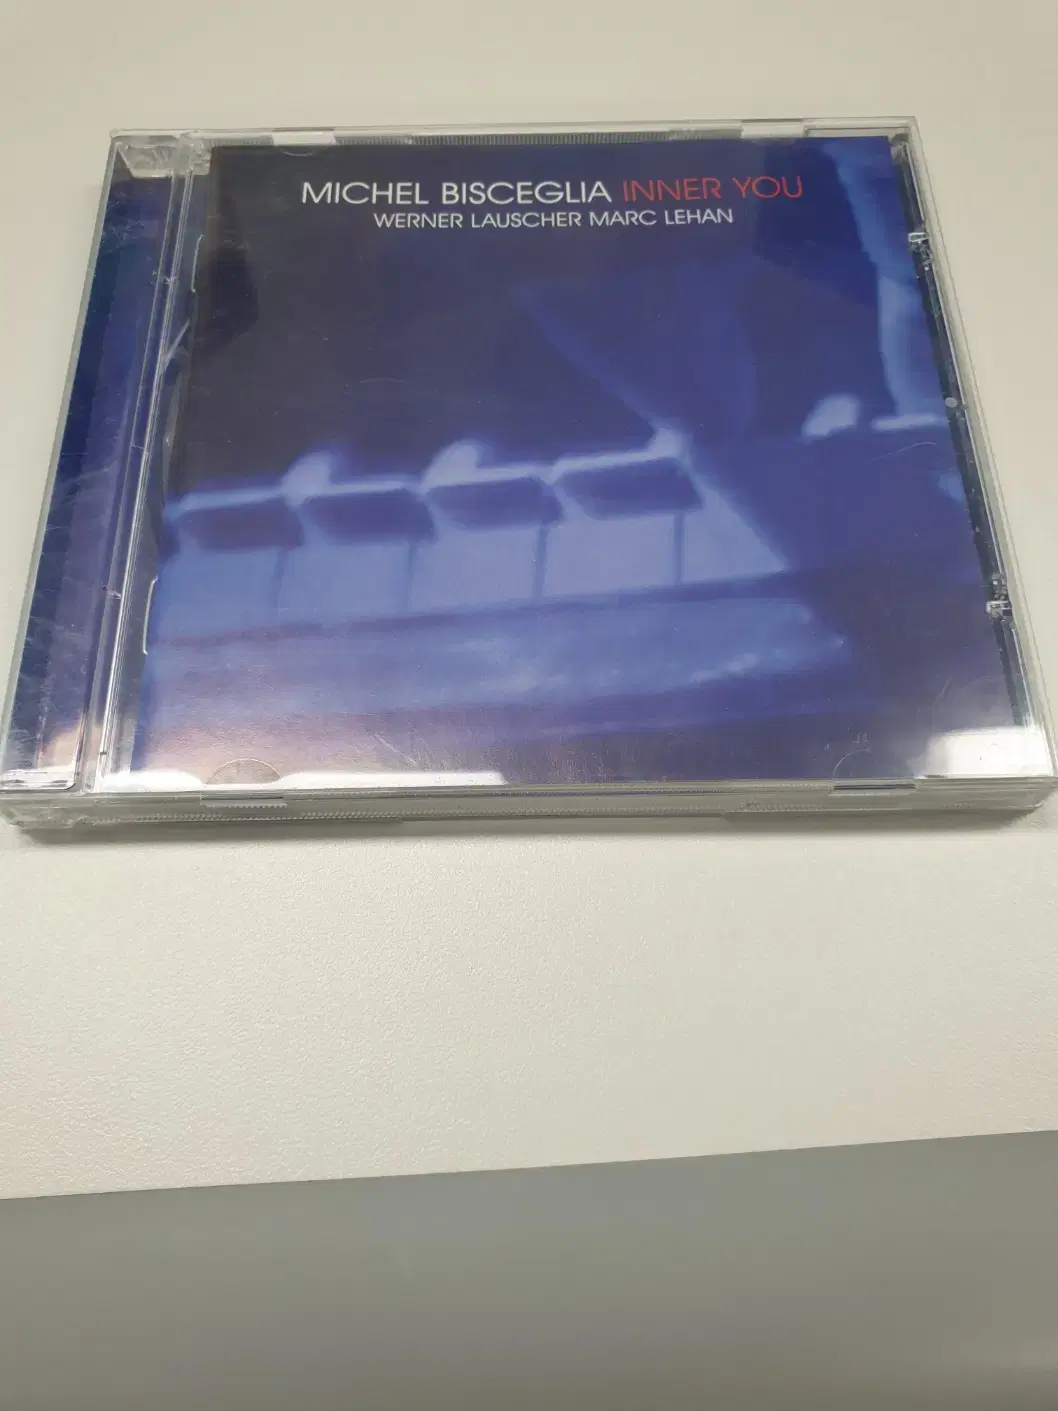 MICHEL BISCEGLIA INNER YOU
WERNER LAUSCHER MARC LEHAN